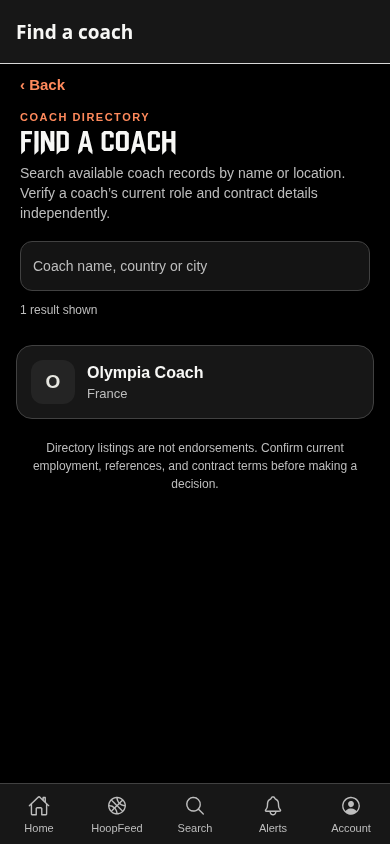 Find a coach
‹ Back
COACH DIRECTORY
FIND A COACH
Search available coach records by name or location.
Verify a coach's current role and contract details
independently.
Coach name, country or city
1 result shown
O
Olympia Coach
France
Directory listings are not endorsements. Confirm current
employment, references, and contract terms before making a
decision.
Home
HoopFeed
Search
Alerts
Account